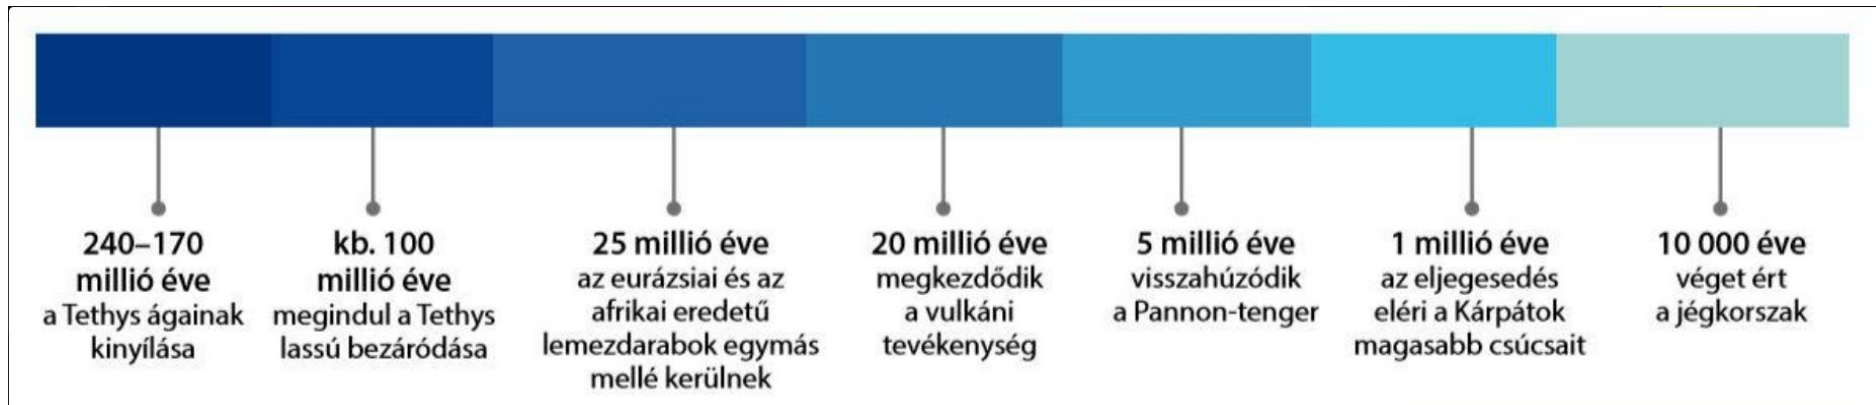 240–170
millió éve
a Tethys ágainak
kinyílása
kb. 100
millió éve
megindul a Tethys
lassú bezáródása
25 millió éve
az eurázsiai és az
afrikai eredetű
lemezdarabok egymás
mellé kerülnek
20 millió éve
megkezdődik
a vulkáni
tevékenység
5 millió éve
visszahúzódik
a Pannon-tenger
1 millió éve
az eljegesedés
eléri a Kárpátok
magasabb csúcsait
10 000 éve
véget ért
a jégkorszak